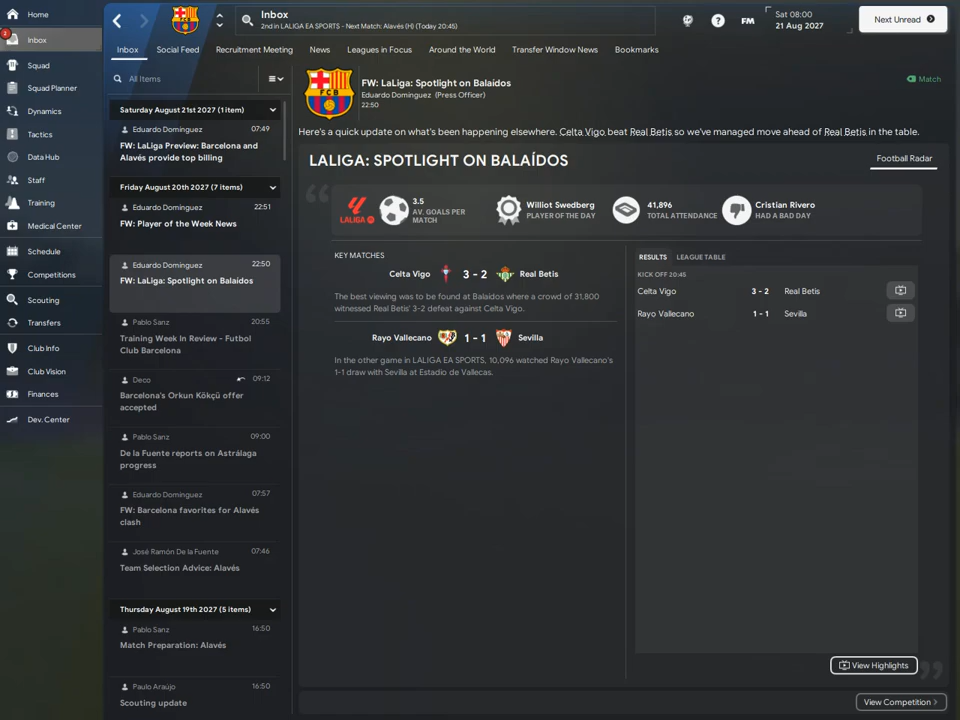 Home
2
Inbox
Squad
Squad Planner
Dynamics
Tactics
Data Hub
Staff
Training
Medical Center
Schedule
Competitions
Scouting
Transfers
Club Info
Club Vision
Finances
Dev. Center
Inbox
2nd in LALIGA EA SPORTS - Next Match: Alavés (H) (Today 20:45)
?
FM
Sat 08:00
21 Aug 2027
Next Unread
Inbox
Social Feed
Recruitment Meeting
News
Leagues in Focus
Around the World
Transfer Window News
Bookmarks
All Items
Saturday August 21st 2027 (1 item)
Eduardo Domínguez 07:49
FW: LaLiga Preview: Barcelona and
Alavés provide top billing
Friday August 20th 2027 (7 items)
Eduardo Domínguez 22:51
FW: Player of the Week News
Eduardo Domínguez 22:50
FW: LaLiga: Spotlight on Balaídos
Pablo Sanz 20:55
Training Week In Review - Futbol
Club Barcelona
Deco 09:12
Barcelona's Orkun Kökçü offer
accepted
Pablo Sanz 09:00
De la Fuente reports on Astrálaga
progress
Eduardo Domínguez 07:57
FW: Barcelona favorites for Alavés
clash
José Ramón De la Fuente 07:46
Team Selection Advice: Alavés
Thursday August 19th 2027 (5 items)
Pablo Sanz 16:50
Match Preparation: Alavés
Paulo Araújo 16:50
Scouting update
FCB
FW: LaLiga: Spotlight on Balaídos
Eduardo Domínguez (Press Officer)
22:50
Match
Here's a quick update on what's been happening elsewhere. Celta Vigo beat Real Betis so we've managed move ahead of Real Betis in the table.
LALIGA: SPOTLIGHT ON BALAÍDOS
Football Radar
LALIGA
3.5
AV. GOALS PER
MATCH
Williot Swedberg
PLAYER OF THE DAY
41,896
TOTAL ATTENDANCE
Cristian Rivero
HAD A BAD DAY
KEY MATCHES
Celta Vigo 3 - 2 Real Betis
The best viewing was to be found at Balaídos where a crowd of 31,800
witnessed Real Betis' 3-2 defeat against Celta Vigo.
Rayo Vallecano 1 - 1 Sevilla
In the other game in LALIGA EA SPORTS, 10,096 watched Rayo Vallecano's
1-1 draw with Sevilla at Estadio de Vallecas.
RESULTS LEAGUE TABLE
KICK OFF 20:45
Celta Vigo 3 - 2 Real Betis
Rayo Vallecano 1 - 1 Sevilla
View Highlights
View Competition